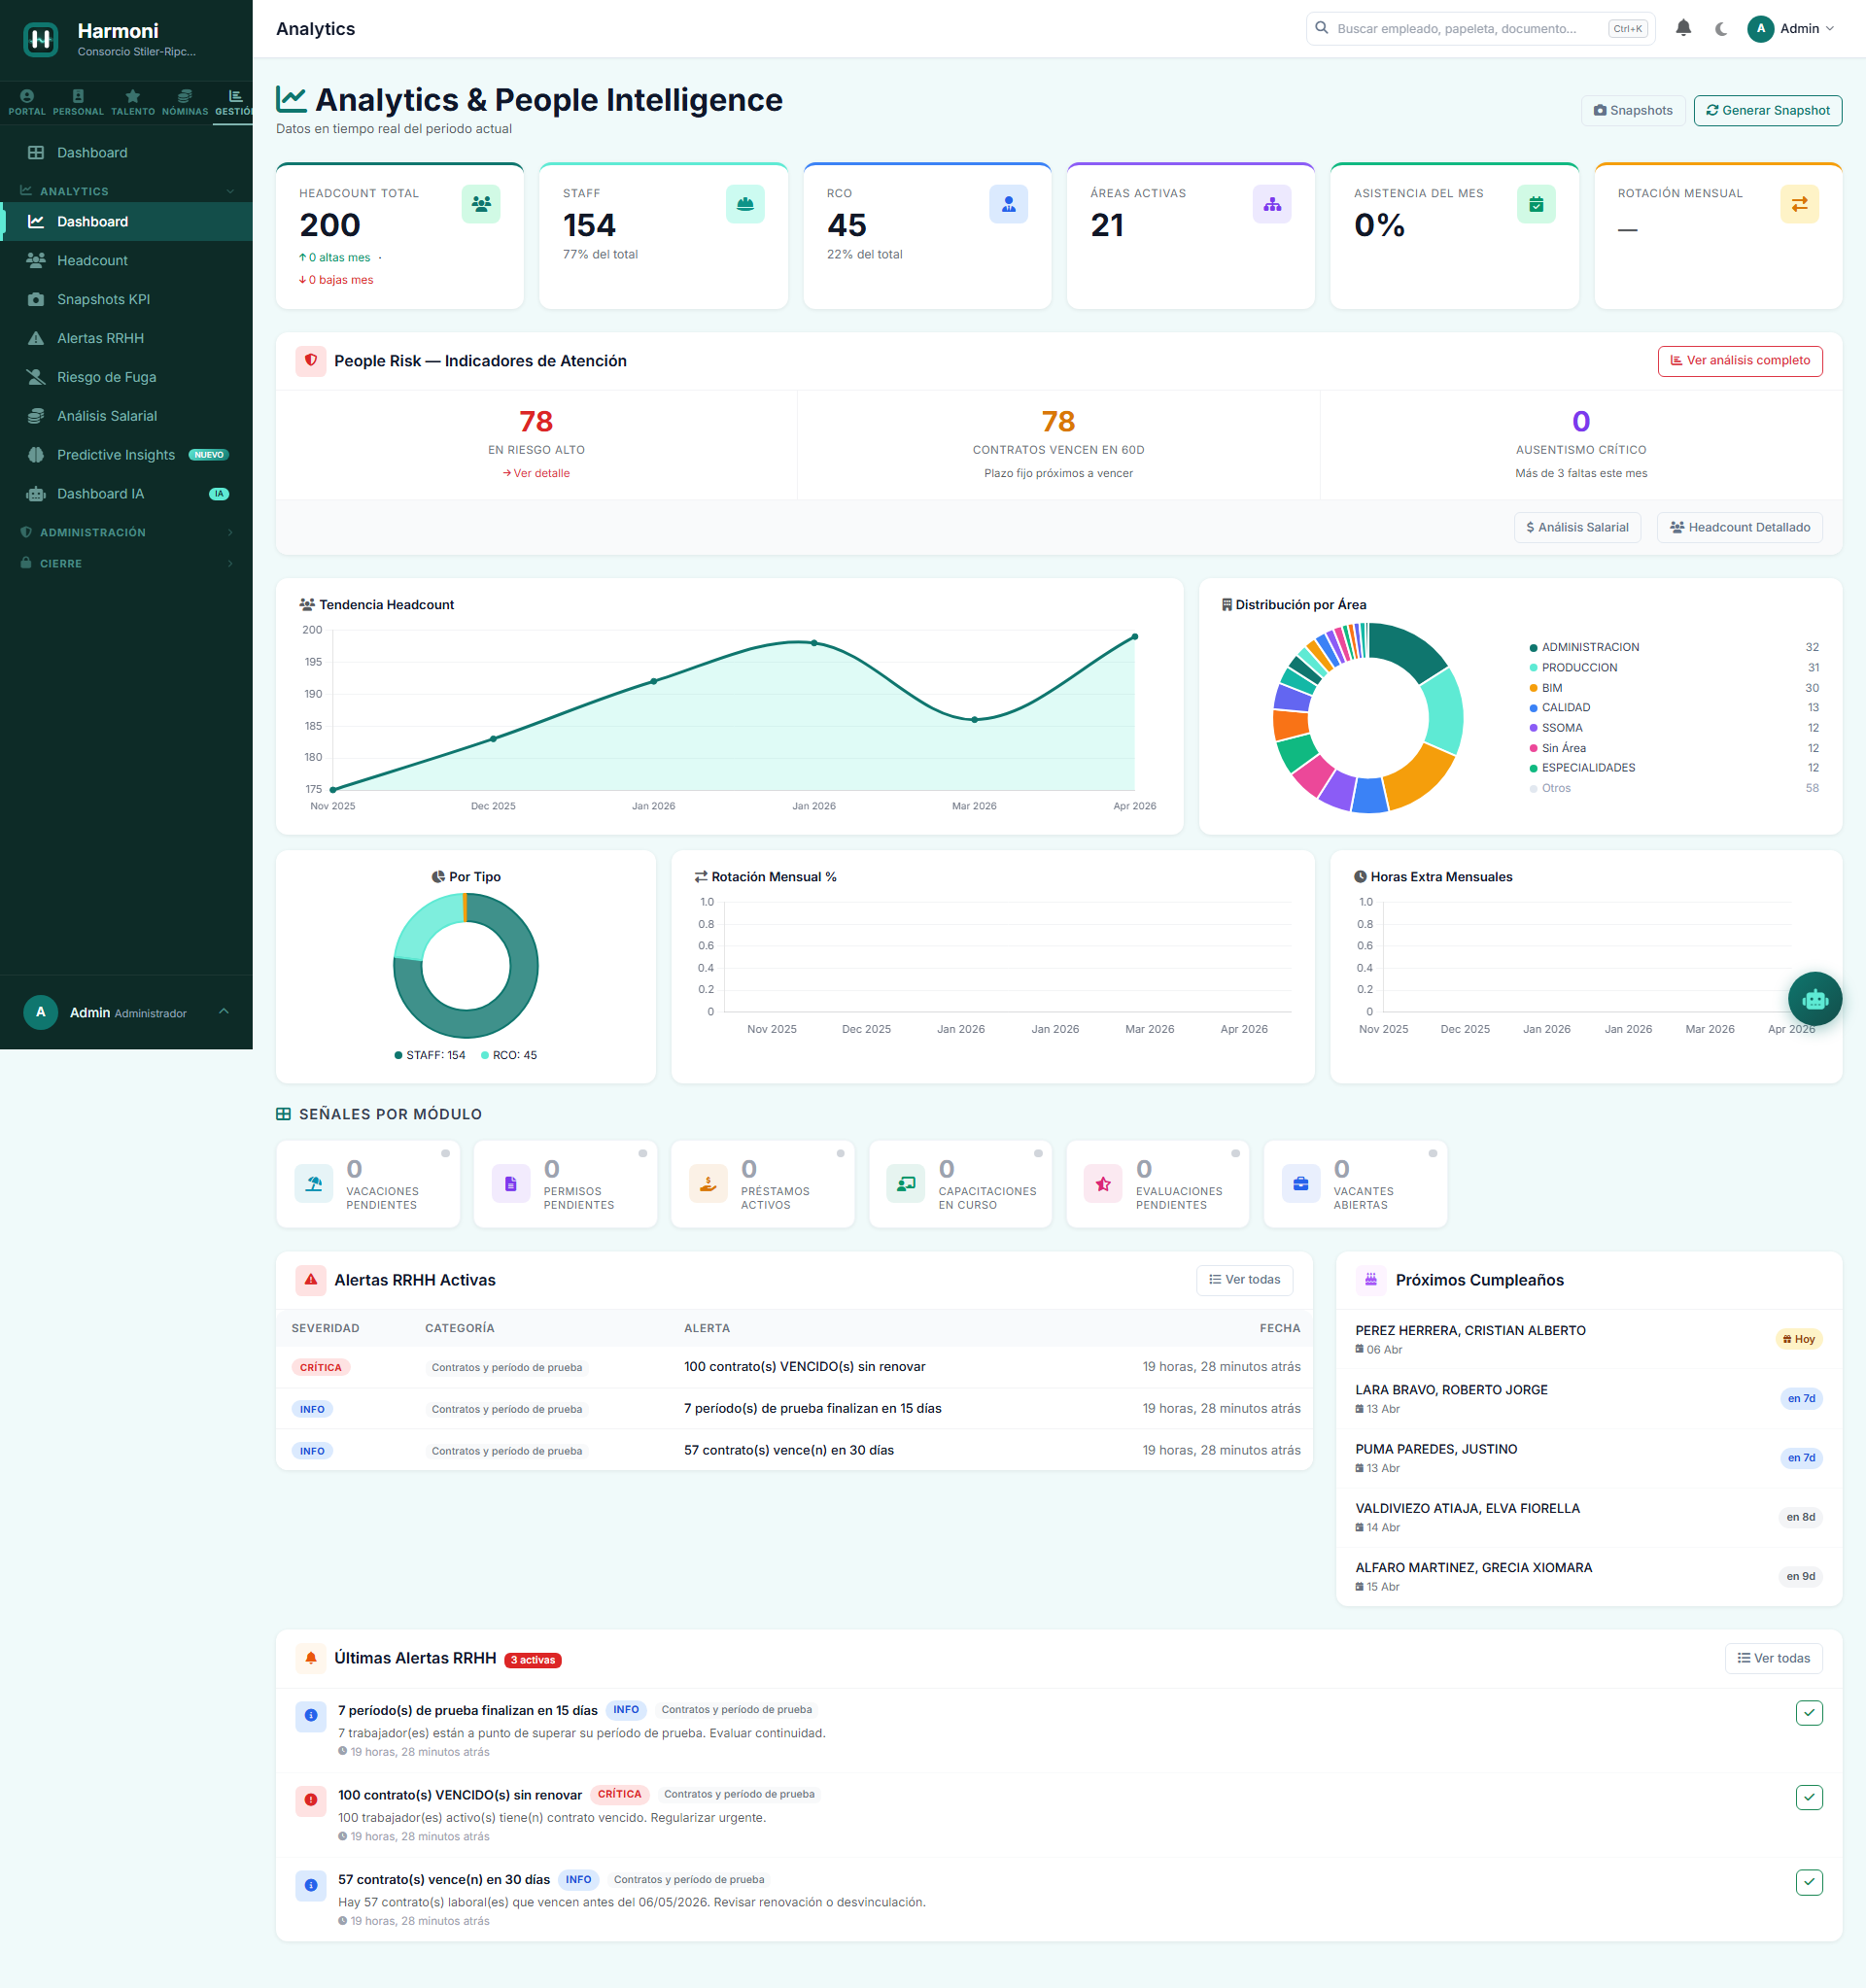 Harmoni
Consorcio Stiler-Ripc...
PORTAL
PERSONAL
TALENTO
NÓMINAS
GESTIÓ
Dashboard
ANALYTICS
Dashboard
Headcount
Snapshots KPI
Alertas RRHH
Riesgo de Fuga
Análisis Salarial
Predictive Insights NUEVO
Dashboard IA IA
ADMINISTRACIÓN
CIERRE
A Admin Administrador
Analytics
Buscar empleado, papeleta, documento... Ctrl+K
A Admin
Analytics & People Intelligence
Datos en tiempo real del periodo actual
Snapshots
Generar Snapshot
HEADCOUNT TOTAL
200
↑ 0 altas mes ·
↓ 0 bajas mes
STAFF
154
77% del total
RCO
45
22% del total
ÁREAS ACTIVAS
21
ASISTENCIA DEL MES
0%
ROTACIÓN MENSUAL
—
People Risk — Indicadores de Atención
Ver análisis completo
78
EN RIESGO ALTO
→ Ver detalle
78
CONTRATOS VENCEN EN 60D
Plazo fijo próximos a vencer
0
AUSENTISMO CRÍTICO
Más de 3 faltas este mes
$ Análisis Salarial
Headcount Detallado
Tendencia Headcount
200
195
190
185
180
175
Nov 2025 Dec 2025 Jan 2026 Jan 2026 Mar 2026 Apr 2026
Distribución por Área
ADMINISTRACION 32
PRODUCCION 31
BIM 30
CALIDAD 13
SSOMA 12
Sin Área 12
ESPECIALIDADES 12
Otros 58
Por Tipo
STAFF: 154 RCO: 45
Rotación Mensual %
1.0
0.8
0.6
0.4
0.2
0
Nov 2025 Dec 2025 Jan 2026 Jan 2026 Mar 2026 Apr 2026
Horas Extra Mensuales
1.0
0.8
0.6
0.4
0.2
0
Nov 2025 Dec 2025 Jan 2026 Jan 2026 Mar 2026 Apr 2026
SEÑALES POR MÓDULO
0
VACACIONES
PENDIENTES
0
PERMISOS
PENDIENTES
0
PRÉSTAMOS
ACTIVOS
0
CAPACITACIONES
EN CURSO
0
EVALUACIONES
PENDIENTES
0
VACANTES
ABIERTAS
Alertas RRHH Activas
Ver todas
SEVERIDAD CATEGORÍA ALERTA FECHA
CRÍTICA Contratos y período de prueba 100 contrato(s) VENCIDO(s) sin renovar 19 horas, 28 minutos atrás
INFO Contratos y período de prueba 7 período(s) de prueba finalizan en 15 días 19 horas, 28 minutos atrás
INFO Contratos y período de prueba 57 contrato(s) vence(n) en 30 días 19 horas, 28 minutos atrás
Próximos Cumpleaños
PEREZ HERRERA, CRISTIAN ALBERTO
06 Abr
Hoy
LARA BRAVO, ROBERTO JORGE
13 Abr
en 7d
PUMA PAREDES, JUSTINO
13 Abr
en 7d
VALDIVIEZO ATIAJA, ELVA FIORELLA
14 Abr
en 8d
ALFARO MARTINEZ, GRECIA XIOMARA
15 Abr
en 9d
Últimas Alertas RRHH 3 activas
Ver todas
7 período(s) de prueba finalizan en 15 días INFO Contratos y período de prueba
7 trabajador(es) están a punto de superar su período de prueba. Evaluar continuidad.
19 horas, 28 minutos atrás
100 contrato(s) VENCIDO(s) sin renovar CRÍTICA Contratos y período de prueba
100 trabajador(es) activo(s) tiene(n) contrato vencido. Regularizar urgente.
19 horas, 28 minutos atrás
57 contrato(s) vence(n) en 30 días INFO Contratos y período de prueba
Hay 57 contrato(s) laboral(es) que vencen antes del 06/05/2026. Revisar renovación o desvinculación.
19 horas, 28 minutos atrás